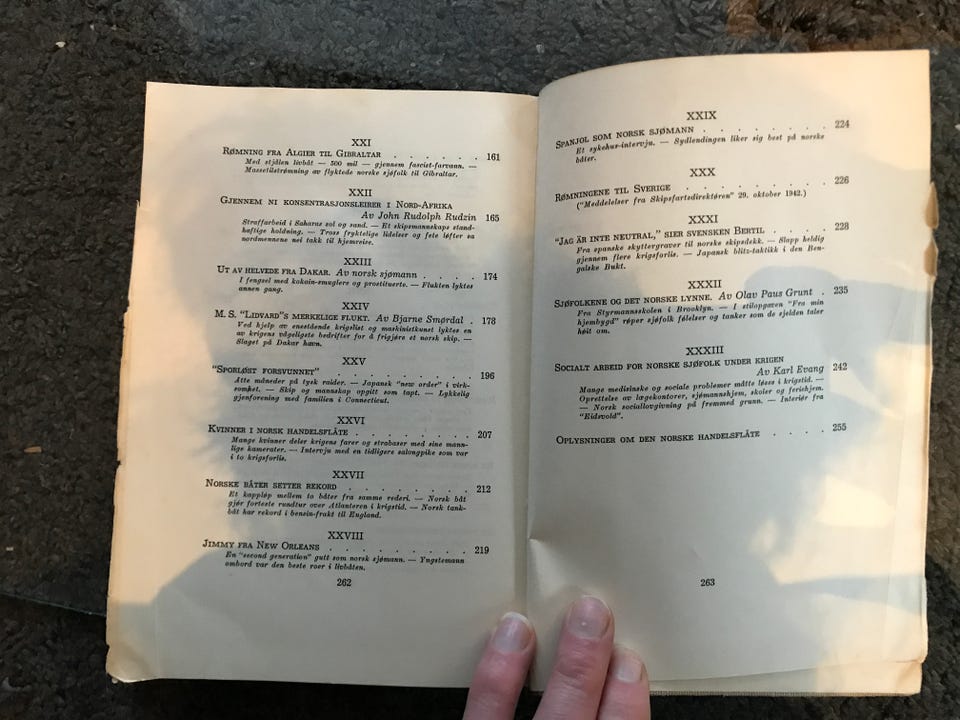 XXI
RØMNING FRA ALGIER TIL GIBRALTAR . . . . . . 161
Med stjålen livbåt — 500 mil — gjennem fascist-farvann. —
Massetilstrømning av flyktede norske sjøfolk til Gibraltar.
XXII
GJENNEM NI KONSENTRASJONSLEIRER I NORD-AFRIKA
Av John Rudolph Rudzin 165
Straffarbeid i Saharas sol og sand. — Et skipsmannskaps stand-
haftige holdning. — Tross fryktelige lidelser og fete løfter sa
nordmennene nei takk til hjemreise.
XXIII
UT AV HELVEDE FRA DAKAR. Av norsk sjømann . . . . 174
I fengsel med kokain-smuglere og prostituerte. — Flukten lyktes
annen gang.
XXIV
M. S. "LIDVARD'S" MERKELIGE FLUKT. Av Bjarne Smørdal . 178
Ved hjelp av enestående krigslist og maskinistkunst lyktes en
av krigens vågeligste bedrifter for å frigjøre et norsk skip. —
Slaget på Dakar havn.
XXV
"SPORLØST FORSVUNNET" . . . . . . . . . . 196
Åtte måneder på tysk raider. — Japansk "new order" i virk-
somhet. — Skip og mannskap opgitt som tapt. — Lykkelig
gjenforening med familien i Connecticut.
XXVI
KVINNER I NORSK HANDELSFLÅTE . . . . . . . . 207
Mange kvinner deler krigens farer og strabaser med sine mann-
lige kamerater. — Intervju med en tidligere salongpike som var
i to krigsforlis.
XXVII
NORSKE BÅTER SETTER REKORD . . . . . . . . . 212
Et kappløp mellem to båter fra samme rederi. — Norsk båt
gjør forteste rundtur over Atlanteren i krigstid. — Norsk tank-
båt har rekord i bensin-frakt til England.
XXVIII
JIMMY FRA NEW ORLEANS . . . . . . . . . . 219
En "second generation" gutt som norsk sjømann. — Yngstemann
ombord var den beste roer i livbåten.
262
XXIX
SPANJOL SOM NORSK SJØMANN . . . . . . . . 224
Et sykehus-intervju. — Sydlendingen liker sig best på norske
båter.
XXX
RØMNINGENE TIL SVERIGE . . . . . . . . . 226
("Meddelelser fra Skipsfartsdirektøren" 29. oktober 1942.)
XXXI
"JAG ÄR INTE NEUTRAL," SIER SVENSKEN BERTIL . . . . 228
Fra spanske skyttergraver til norske skipsdekk. — Slapp heldig
gjennem flere krigsforlis. — Japansk blitz-taktikk i den Ben-
galske Bukt.
XXXII
SJØFOLKENE OG DET NORSKE LYNNE. Av Olav Paus Grunt . 235
Fra Styrmannsskolen i Brooklyn. — I stiloppgaven "Fra min
hjembygd" røper sjøfolk følelser og tanker som de sjelden taler
høit om.
XXXIII
SOCIALT ARBEID FOR NORSKE SJØFOLK UNDER KRIGEN
Av Karl Evang 242
Mange medisinske og sociale problemer måtte løses i krigstid. —
Oprettelse av lægekontorer, sjømannshjem, skoler og feriehjem.
— Norsk sociallovgivning på fremmed grunn. — Interiør fra
"Eidsvold".
OPLYSNINGER OM DEN NORSKE HANDELSFLÅTE . . . . 255
263